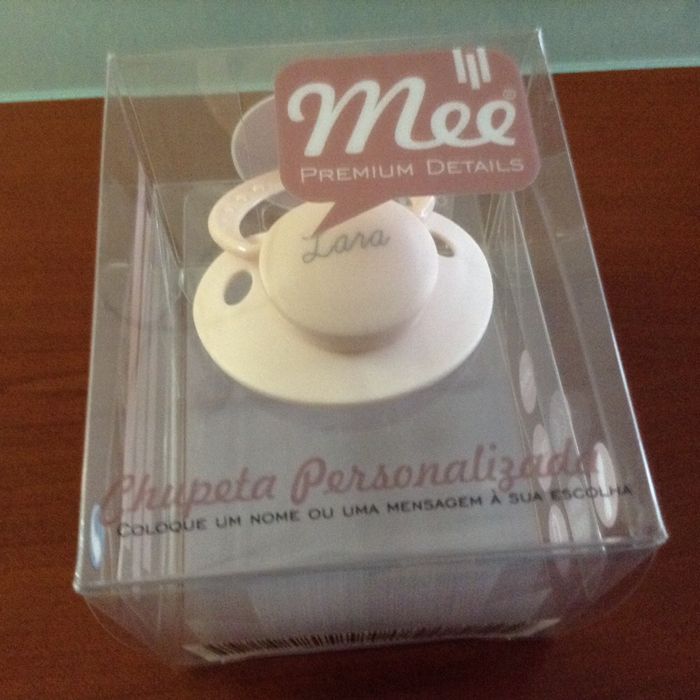 Mee®
PREMIUM DETAILS
Lara
Chupeta Personalizada
COLOQUE UM NOME OU UMA MENSAGEM À SUA ESCOLHA